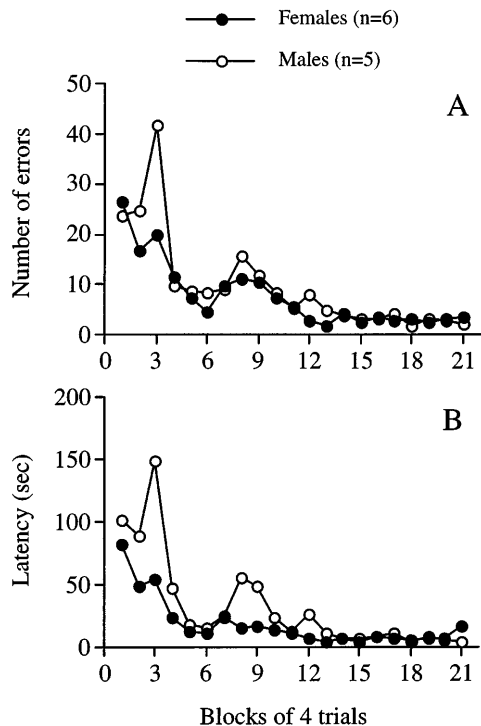 Females (n=6)
Males (n=5)
A
50
40
30
20
10
0
Number of errors
0 3 6 9 12 15 18 21
B
200
150
100
50
0
Latency (sec)
0 3 6 9 12 15 18 21
Blocks of 4 trials